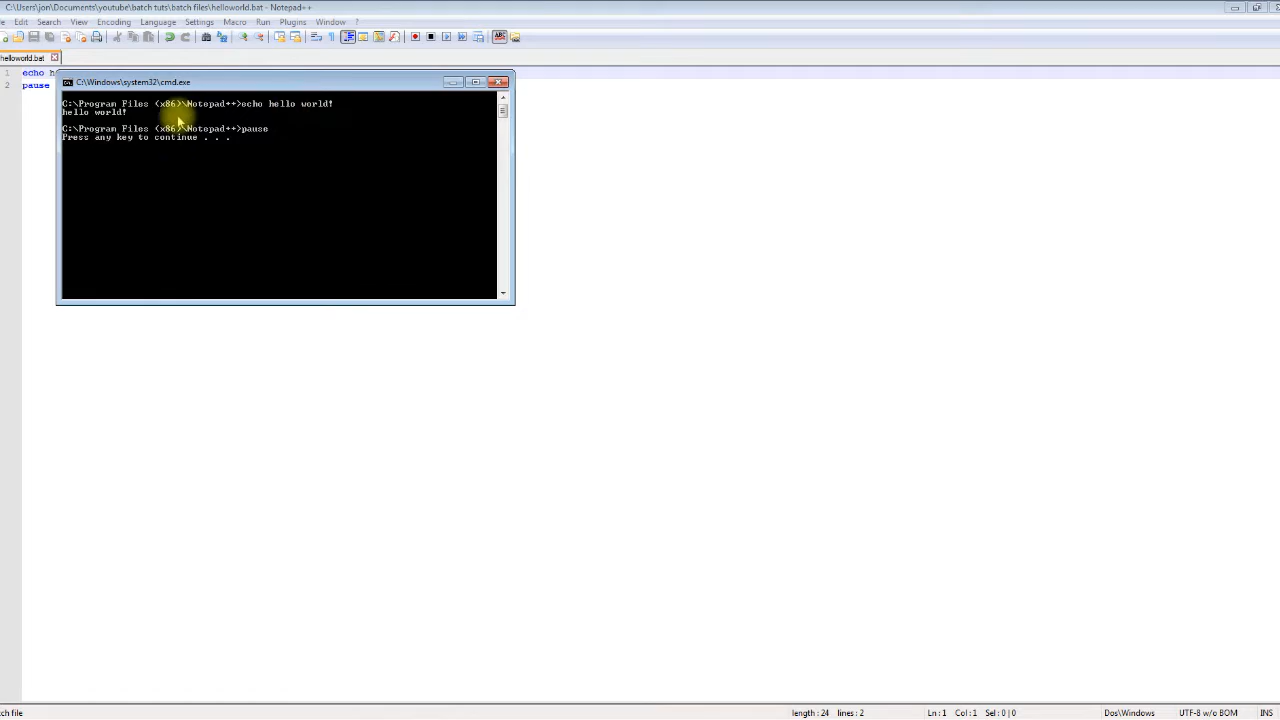 C:\Users\jon\Documents\youtube\batch tuts\batch files\helloworld.bat - Notepad++
Edit Search View Encoding Language Settings Macro Run Plugins Window ?
helloworld.bat
1 echo h
2 pause
C:\Windows\system32\cmd.exe
C:\Program Files (x86)\Notepad++>echo hello world!
hello world!
C:\Program Files (x86)\Notepad++>pause
Press any key to continue . . .
tch file length : 24 lines : 2 Ln : 1 Col : 1 Sel : 0 | 0 Dos\Windows UTF-8 w/o BOM INS